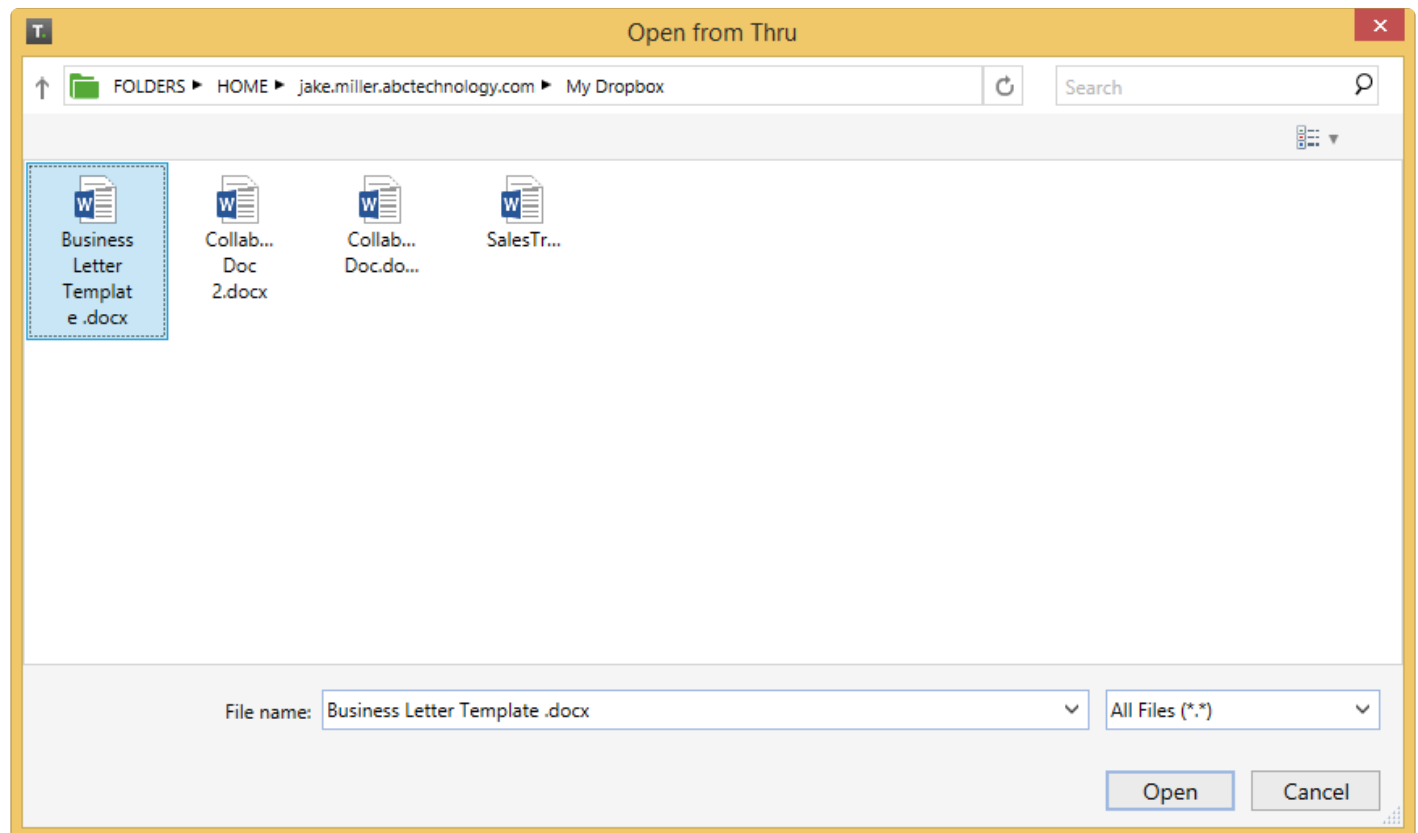 T.
Open from Thru
FOLDERS HOME jake.miller.abctechnology.com My Dropbox
Search
W
Business
Letter
Templat
e .docx
W
Collab...
Doc
2.docx
W
Collab...
Doc.do...
W
SalesTr...
File name: Business Letter Template .docx
All Files (*.*)
Open Cancel